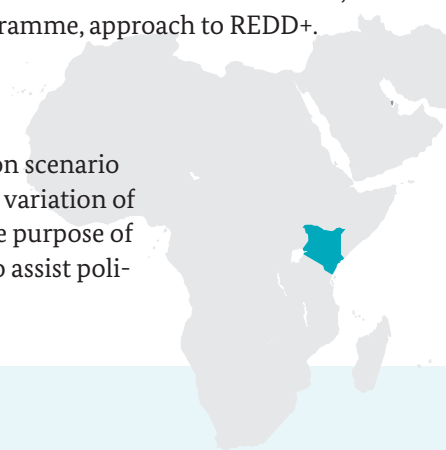 ramme, approach to REDD+.
on scenario
variation of
e purpose of
o assist poli-